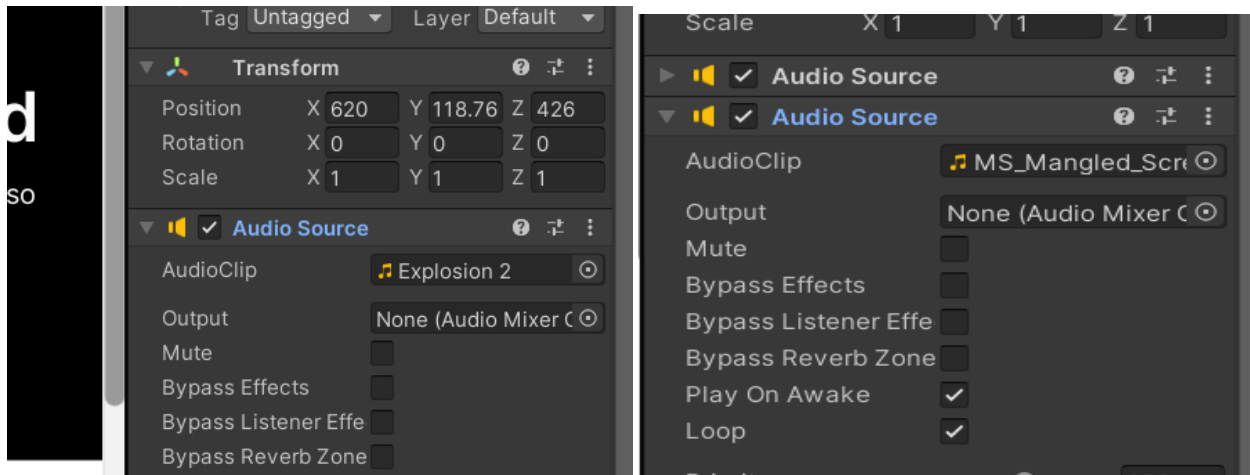 d
so
Tag Untagged Layer Default
Transform
Position X 620 Y 118.76 Z 426
Rotation X 0 Y 0 Z 0
Scale X 1 Y 1 Z 1
Audio Source
AudioClip Explosion 2
Output None (Audio Mixer G
Mute
Bypass Effects
Bypass Listener Effe
Bypass Reverb Zone
Scale X 1 Y 1 Z 1
Audio Source
Audio Source
AudioClip MS_Mangled_Scre
Output None (Audio Mixer G
Mute
Bypass Effects
Bypass Listener Effe
Bypass Reverb Zone
Play On Awake
Loop